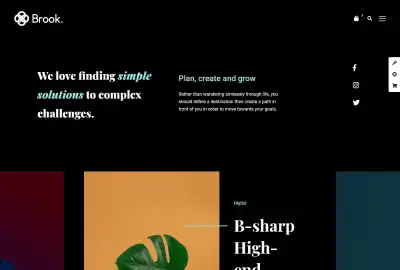 Brook.
We love finding simple
solutions to complex
challenges.
Plan, create and grow
Rather than wandering aimlessly through life, you
should define a destination then create a path in
front of you in order to move towards your goals.
Digital
B-sharp
High-
end